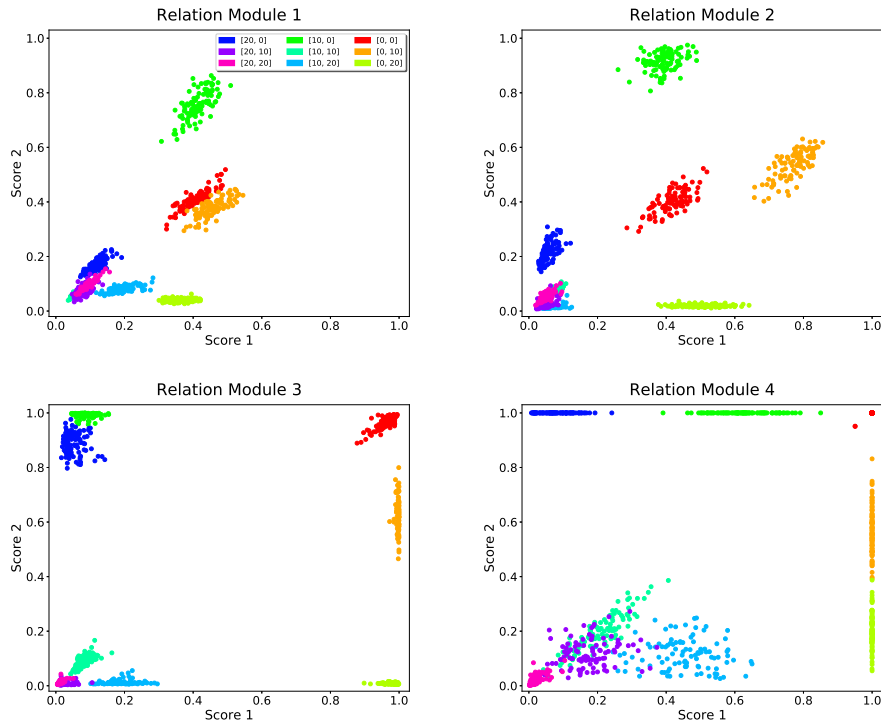 Relation Module 1
Score 2
1.0
0.8
0.6
0.4
0.2
0.0
[20, 0] [10, 0] [0, 0]
[20, 10] [10, 10] [0, 10]
[20, 20] [10, 20] [0, 20]
0.0 0.2 0.4 0.6 0.8 1.0
Score 1
Relation Module 2
Score 2
1.0
0.8
0.6
0.4
0.2
0.0
0.0 0.2 0.4 0.6 0.8 1.0
Score 1
Relation Module 3
Score 2
1.0
0.8
0.6
0.4
0.2
0.0
0.0 0.2 0.4 0.6 0.8 1.0
Score 1
Relation Module 4
Score 2
1.0
0.8
0.6
0.4
0.2
0.0
0.0 0.2 0.4 0.6 0.8 1.0
Score 1